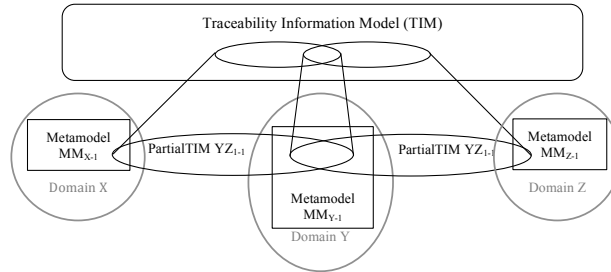 Traceability Information Model (TIM)
Metamodel
MMX-1
Domain X
PartialTIM YZ1-1
Metamodel
MMY-1
Domain Y
PartialTIM YZ1-1
Metamodel
MMZ-1
Domain Z